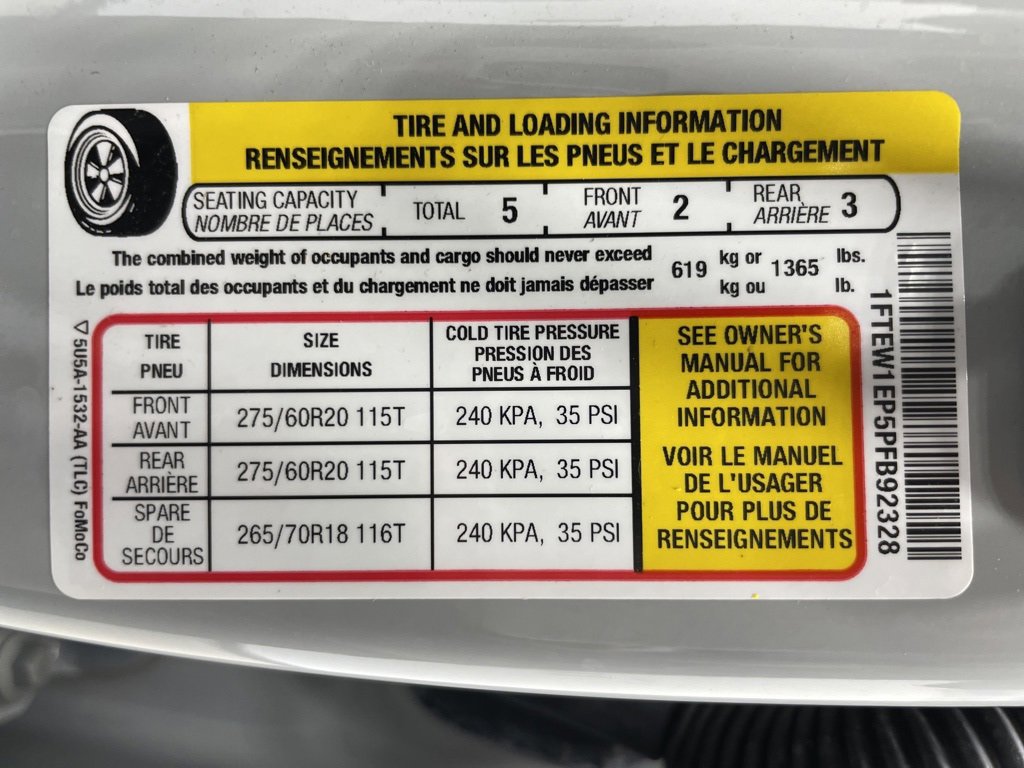 TIRE AND LOADING INFORMATION
RENSEIGNEMENTS SUR LES PNEUS ET LE CHARGEMENT
SEATING CAPACITY TOTAL 5 FRONT 2 REAR 3
NOMBRE DE PLACES AVANT ARRIÈRE
The combined weight of occupants and cargo should never exceed 619 kg or 1365 lbs.
Le poids total des occupants et du chargement ne doit jamais dépasser kg ou lb.
TIRE SIZE COLD TIRE PRESSURE
PNEU DIMENSIONS PRESSION DES
PNEUS À FROID
FRONT 275/60R20 115T 240 KPA, 35 PSI
AVANT
REAR 275/60R20 115T 240 KPA, 35 PSI
ARRIÈRE
SPARE 265/70R18 116T 240 KPA, 35 PSI
DE
SECOURS
SEE OWNER'S
MANUAL FOR
ADDITIONAL
INFORMATION
VOIR LE MANUEL
DE L'USAGER
POUR PLUS DE
RENSEIGNEMENTS
5U5A-1532-AA (TLC) FoMoCo
1FTEW1EP5PFB92328